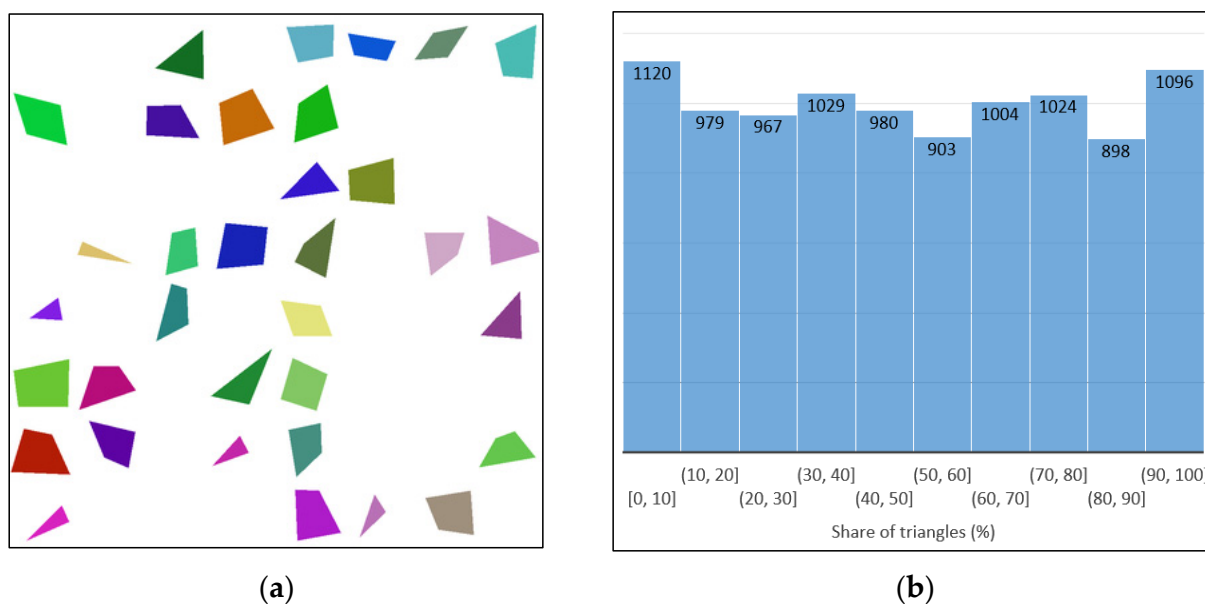 1120
979
967
1029
980
903
1004
1024
898
1096
(10, 20] (30, 40] (50, 60] (70, 80] (90, 100]
[0, 10] (20, 30] (40, 50] (60, 70] (80, 90]
Share of triangles (%)
(a) (b)